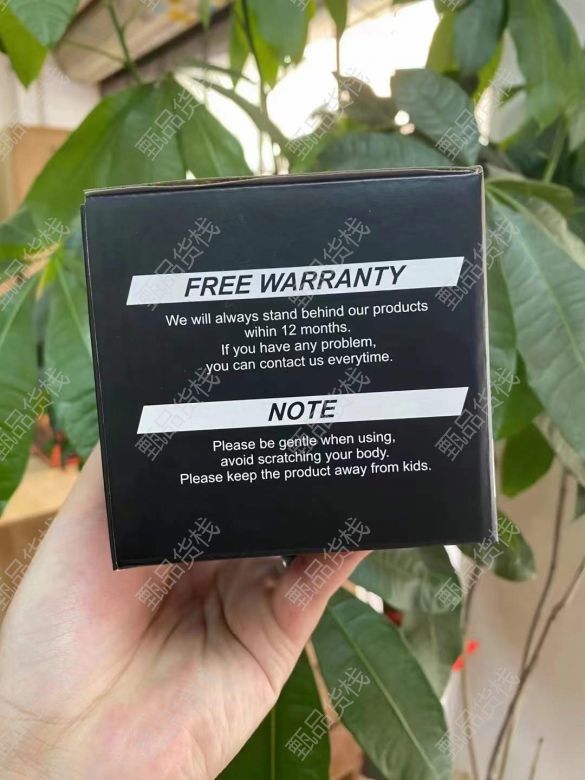 FREE WARRANTY
We will always stand behind our products
wihin 12 months.
If you have any problem,
you can contact us everytime.
NOTE
Please be gentle when using,
avoid scratching your body.
Please keep the product away from kids.
甄品货栈